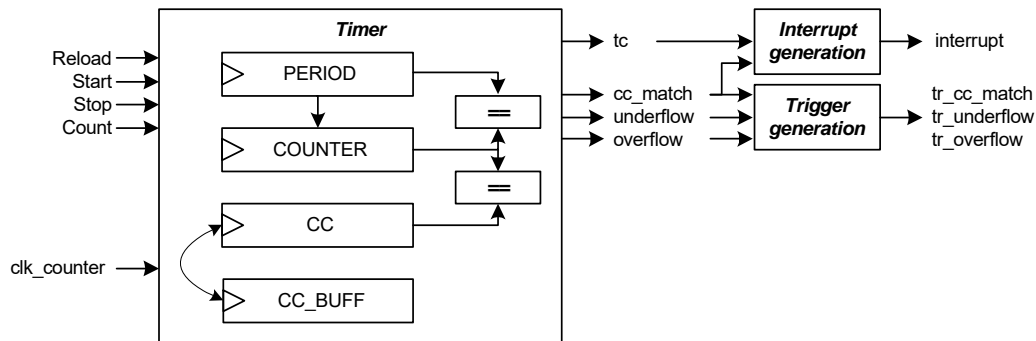 Timer
Reload
Start
Stop
Count
clk_counter
PERIOD
COUNTER
CC
CC_BUFF
==
==
tc
cc_match
underflow
overflow
Interrupt
generation
Trigger
generation
interrupt
tr_cc_match
tr_underflow
tr_overflow